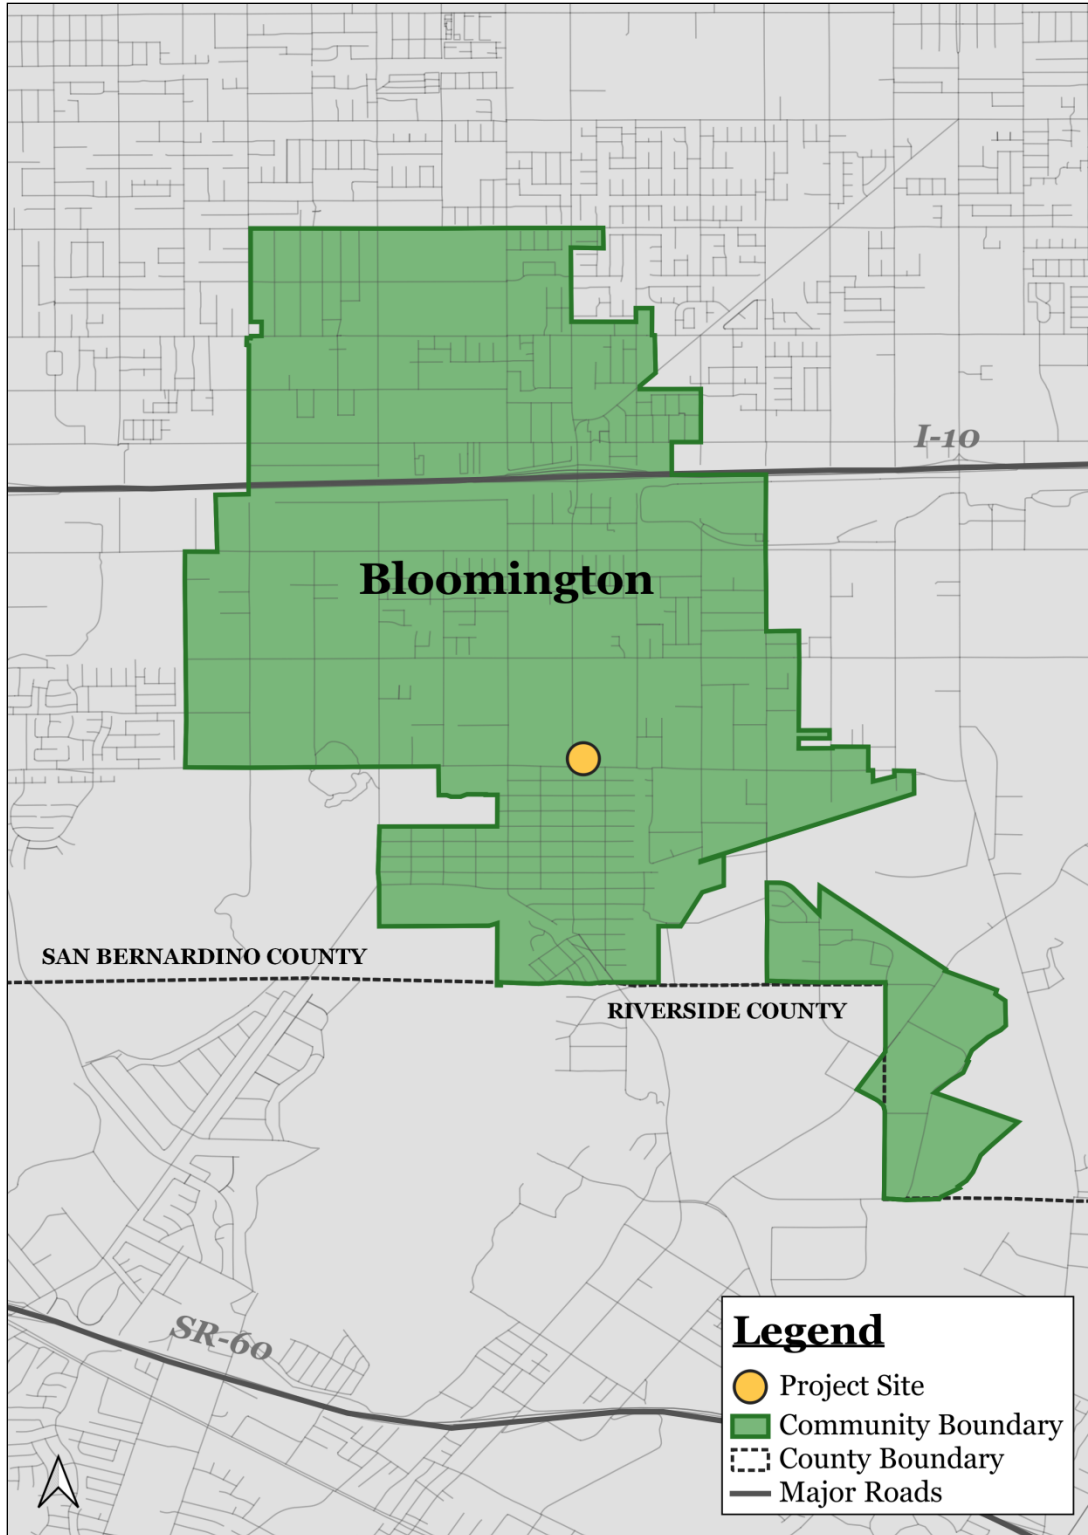 I-10
Bloomington
SAN BERNARDINO COUNTY
RIVERSIDE COUNTY
SR-60
Legend
Project Site
Community Boundary
County Boundary
Major Roads